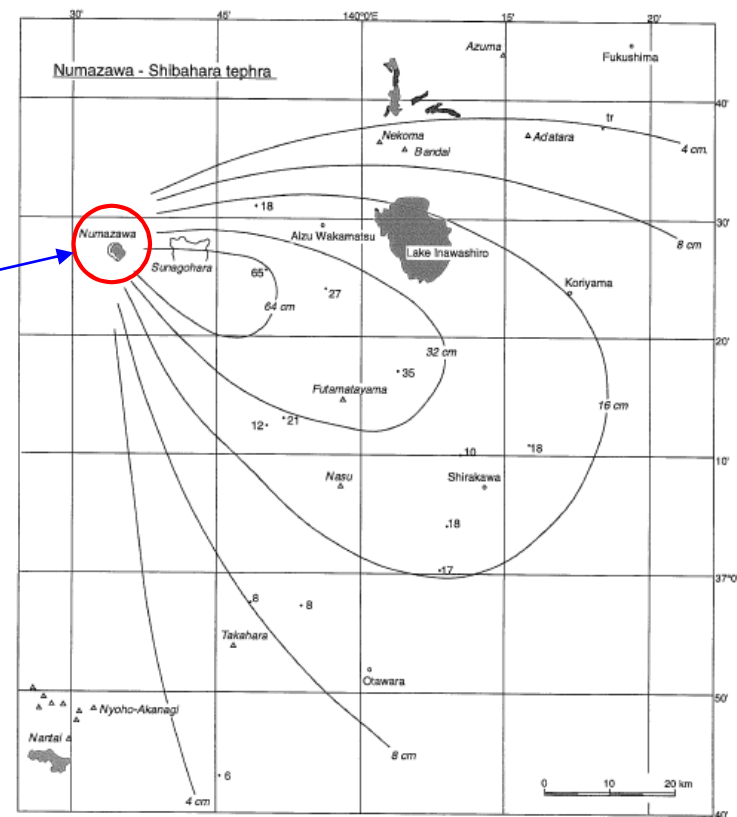 30'
45'
140°0'E
15'
20'
Azuma
Fukushima
Numazawa - Shibahara tephra
40'
tr
Nekoma
Adatara
Bandai
4 cm.
18
30'
Numazawa
Aizu Wakamatsu
8 cm
Sunagohara
Lake Inawashiro
65
27
Koriyama
64 cm
20'
32 cm
35
Futamatayama
16 cm
12
21
18
10
10'
Nasu
Shirakawa
18
17
37°0
8
8
Takahara
Otawara
50'
Nyoho-Akanagi
Nantai
8 cm
6
0 10 20 km
4 cm
40'